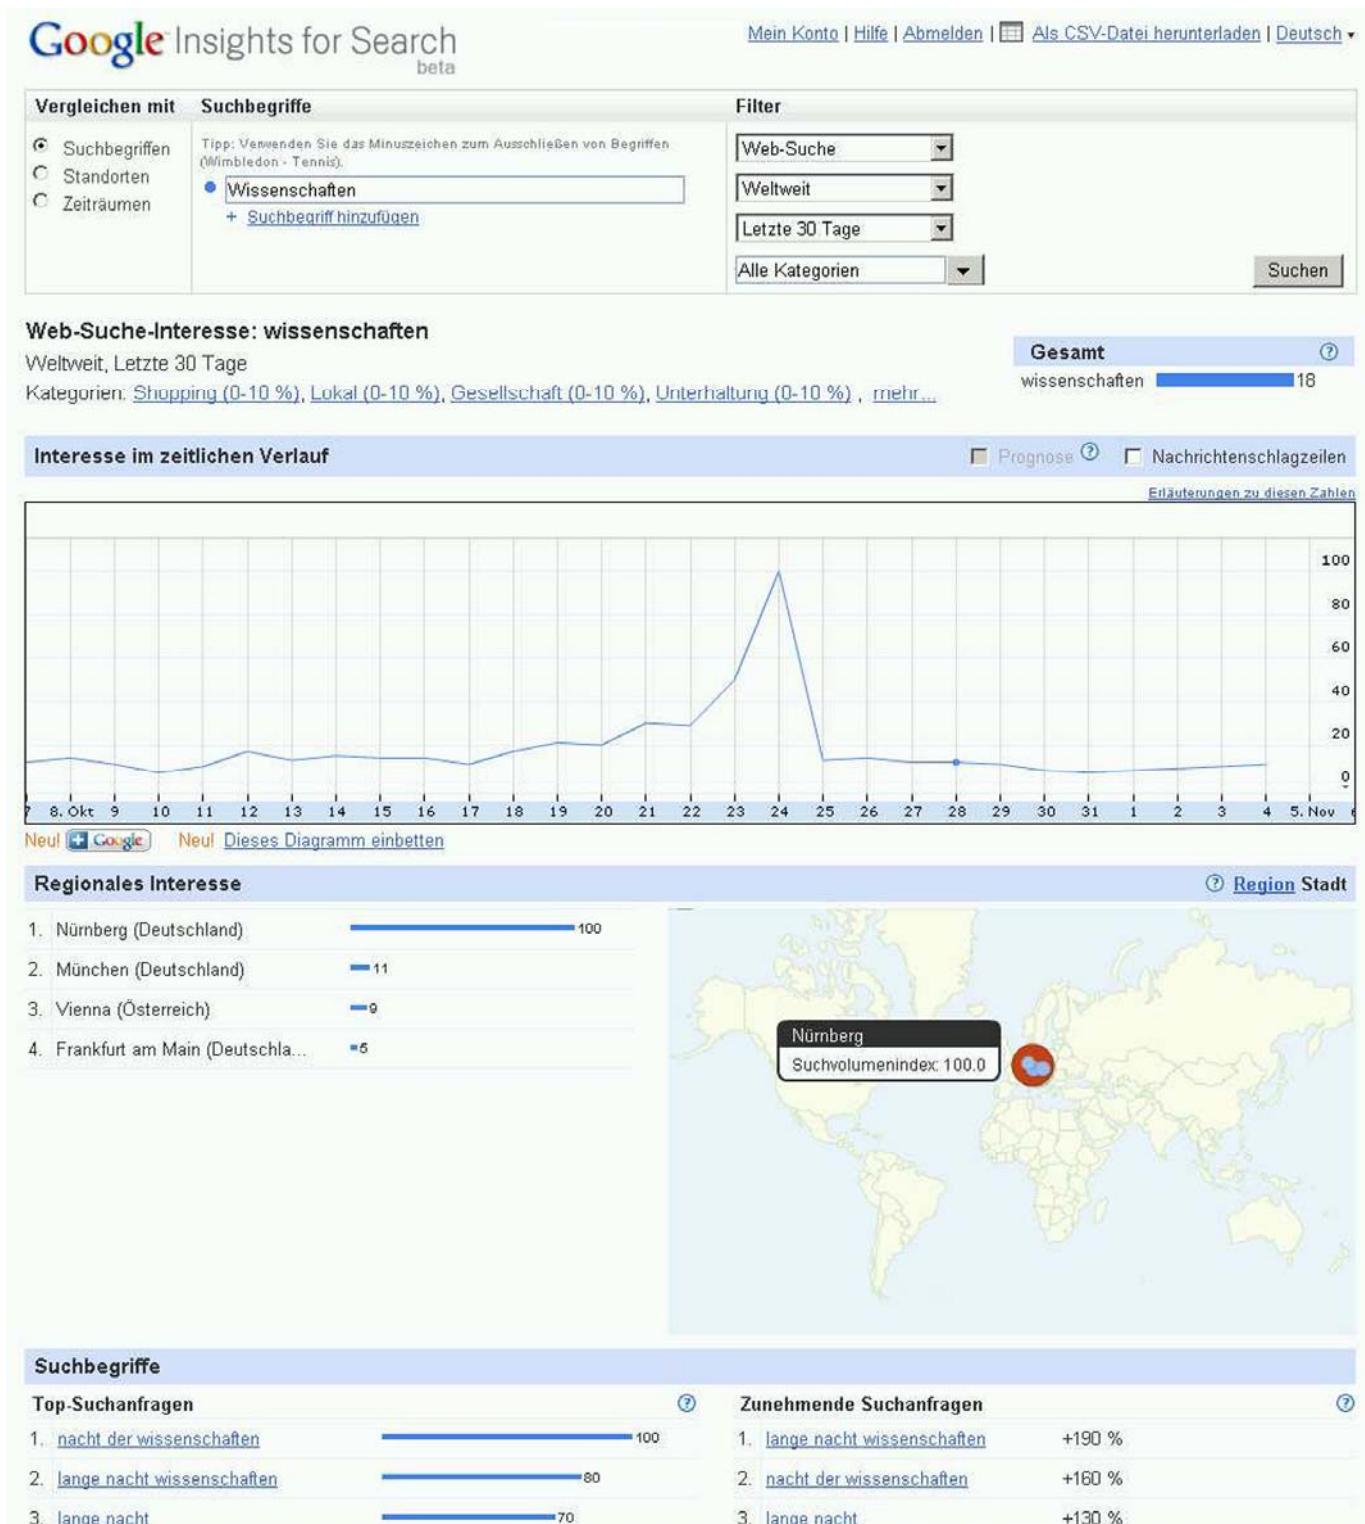 Google Insights for Search
beta
Mein Konto | Hilfe | Abmelden | Als CSV-Datei herunterladen | Deutsch
Vergleichen mit Suchbegriffe Filter
Suchbegriffen
Standorten
Zeiträumen
Tipp: Verwenden Sie das Minuszeichen zum Ausschließen von Begriffen
(Wimbledon - Tennis).
Wissenschaften
+ Suchbegriff hinzufügen
Web-Suche
Weltweit
Letzte 30 Tage
Alle Kategorien
Suchen
Web-Suche-Interesse: wissenschaften
Weltweit, Letzte 30 Tage
Kategorien: Shopping (0-10 %), Lokal (0-10 %), Gesellschaft (0-10 %), Unterhaltung (0-10 %) , mehr...
Gesamt ?
wissenschaften 18
Interesse im zeitlichen Verlauf Prognose ? Nachrichtenschlagzeilen
Erläuterungen zu diesen Zahlen
100
80
60
40
20
0
7 8. Okt 9 10 11 12 13 14 15 16 17 18 19 20 21 22 23 24 25 26 27 28 29 30 31 1 2 3 4 5. Nov
Neu! + Google Neu! Dieses Diagramm einbetten
Regionales Interesse ? Region Stadt
1. Nürnberg (Deutschland) 100
2. München (Deutschland) 11
3. Vienna (Österreich) 9
4. Frankfurt am Main (Deutschla...
Nürnberg
Suchvolumenindex: 100.0
Suchbegriffe
Top-Suchanfragen ?
1. nacht der wissenschaften 100
2. lange nacht wissenschaften 80
3. lange nacht 70
Zunehmende Suchanfragen ?
1. lange nacht wissenschaften +190 %
2. nacht der wissenschaften +160 %
3. lange nacht +130 %